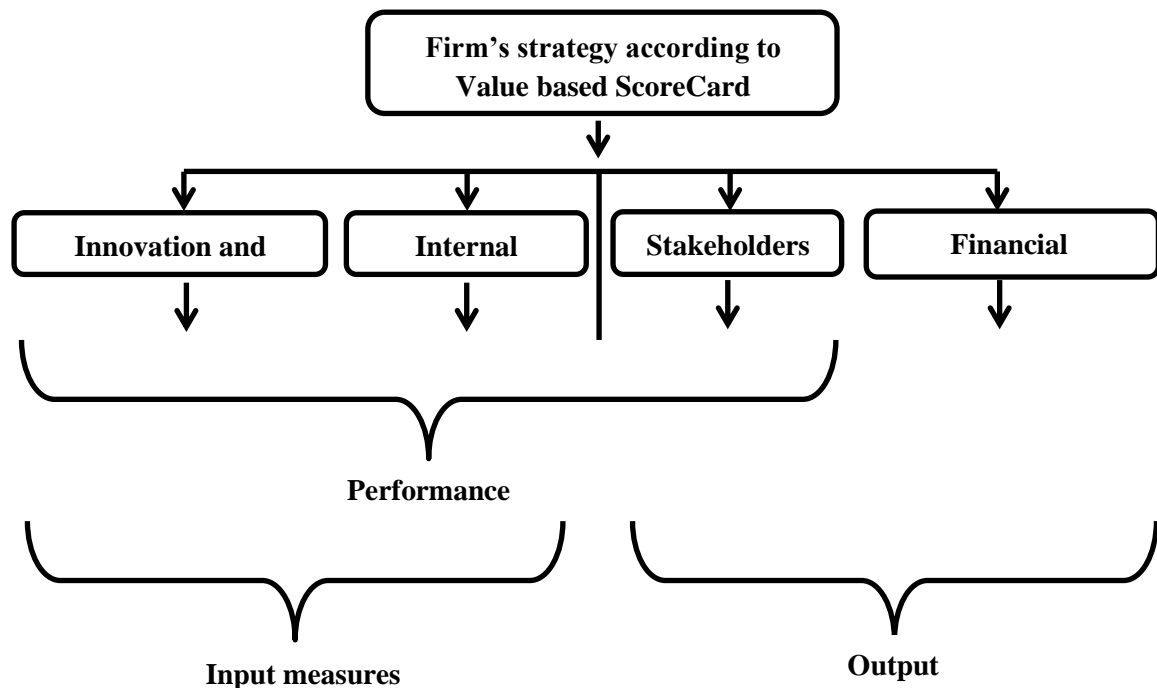 Firm’s strategy according to
Value based ScoreCard
Innovation and
Internal
Stakeholders
Financial
Performance
Input measures
Output